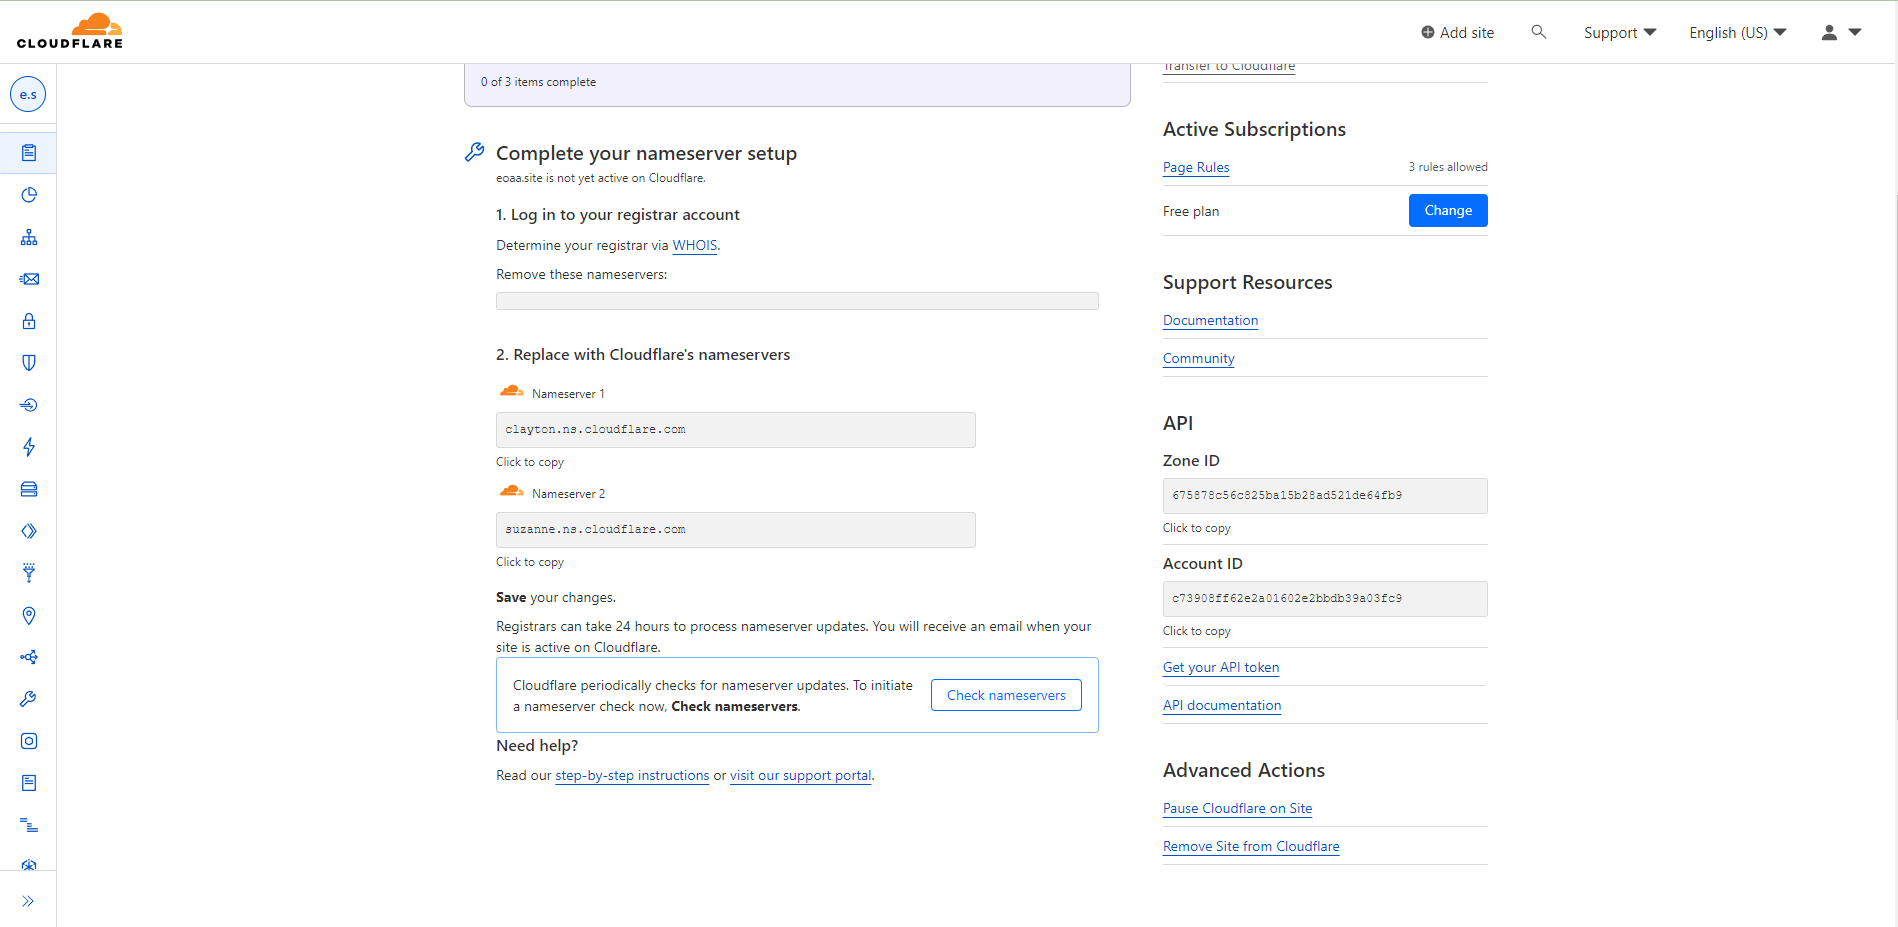 CLOUDFLARE
Add site
Support
English (US)
e.s
0 of 3 items complete
Complete your nameserver setup
eoaa.site is not yet active on Cloudflare.
1. Log in to your registrar account
Determine your registrar via WHOIS.
Remove these nameservers:
2. Replace with Cloudflare's nameservers
Nameserver 1
clayton.ns.cloudflare.com
Click to copy
Nameserver 2
suzanne.ns.cloudflare.com
Click to copy
Save your changes.
Registrars can take 24 hours to process nameserver updates. You will receive an email when your
site is active on Cloudflare.
Cloudflare periodically checks for nameserver updates. To initiate
a nameserver check now, Check nameservers.
Check nameservers
Need help?
Read our step-by-step instructions or visit our support portal.
Transfer to Cloudflare
Active Subscriptions
Page Rules
3 rules allowed
Free plan
Change
Support Resources
Documentation
Community
API
Zone ID
675878c56c825ba15b28ad521de64fb9
Click to copy
Account ID
c73908ff62e2a01602e2bbdb39a03fc9
Click to copy
Get your API token
API documentation
Advanced Actions
Pause Cloudflare on Site
Remove Site from Cloudflare